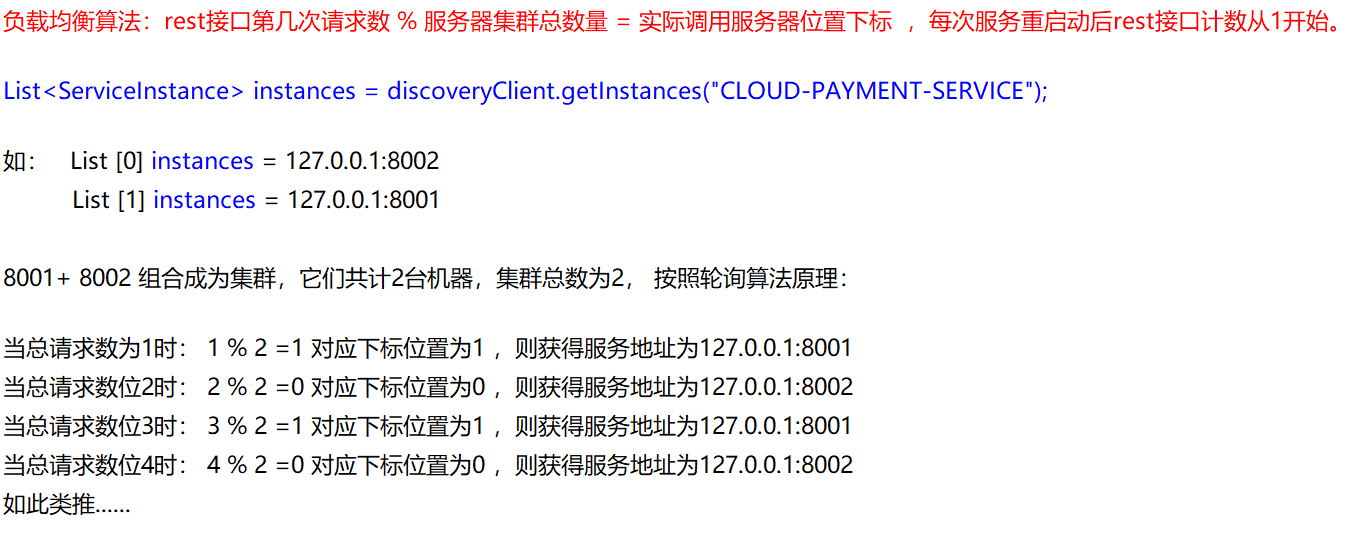 负载均衡算法：rest接口第几次请求数 % 服务器集群总数量 = 实际调用服务器位置下标 ，每次服务重启动后rest接口计数从1开始。
List<ServiceInstance> instances = discoveryClient.getInstances("CLOUD-PAYMENT-SERVICE");
如： List [0] instances = 127.0.0.1:8002
List [1] instances = 127.0.0.1:8001
8001+ 8002 组合成为集群，它们共计2台机器，集群总数为2， 按照轮询算法原理：
当总请求数为1时： 1 % 2 =1 对应下标位置为1 ，则获得服务地址为127.0.0.1:8001
当总请求数位2时： 2 % 2 =0 对应下标位置为0 ，则获得服务地址为127.0.0.1:8002
当总请求数位3时： 3 % 2 =1 对应下标位置为1 ，则获得服务地址为127.0.0.1:8001
当总请求数位4时： 4 % 2 =0 对应下标位置为0 ，则获得服务地址为127.0.0.1:8002
如此类推......